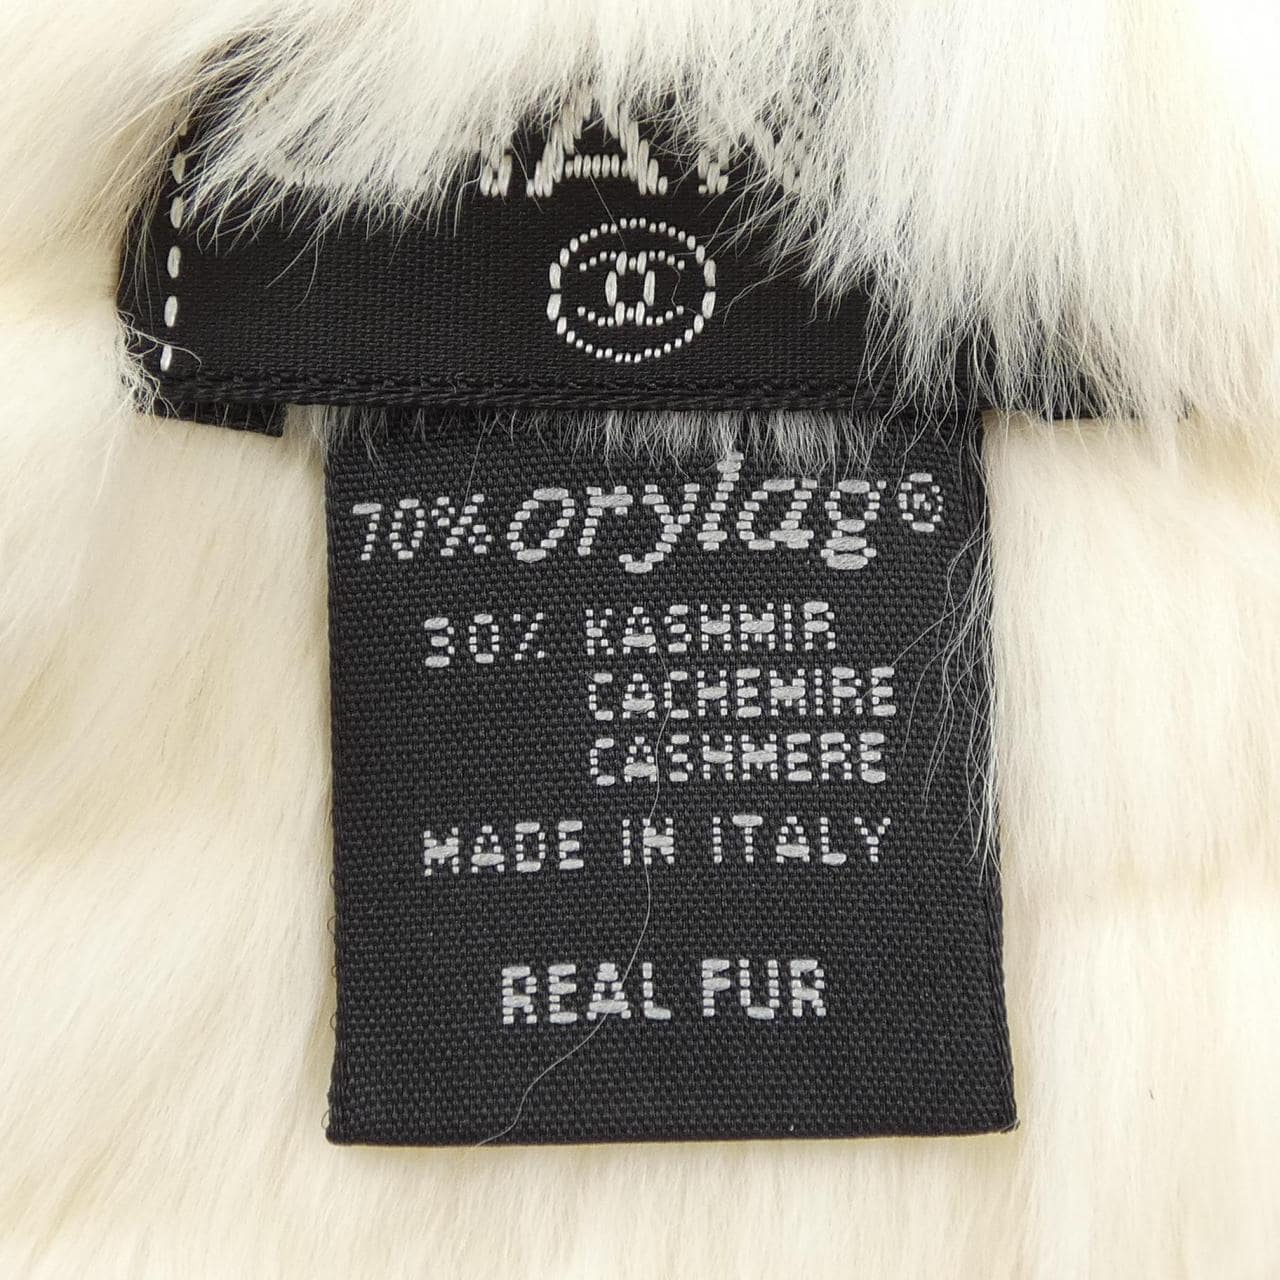 70% orylag®
30% KASHMIR
CACHEMIRE
CASHMERE
MADE IN ITALY
REAL FUR